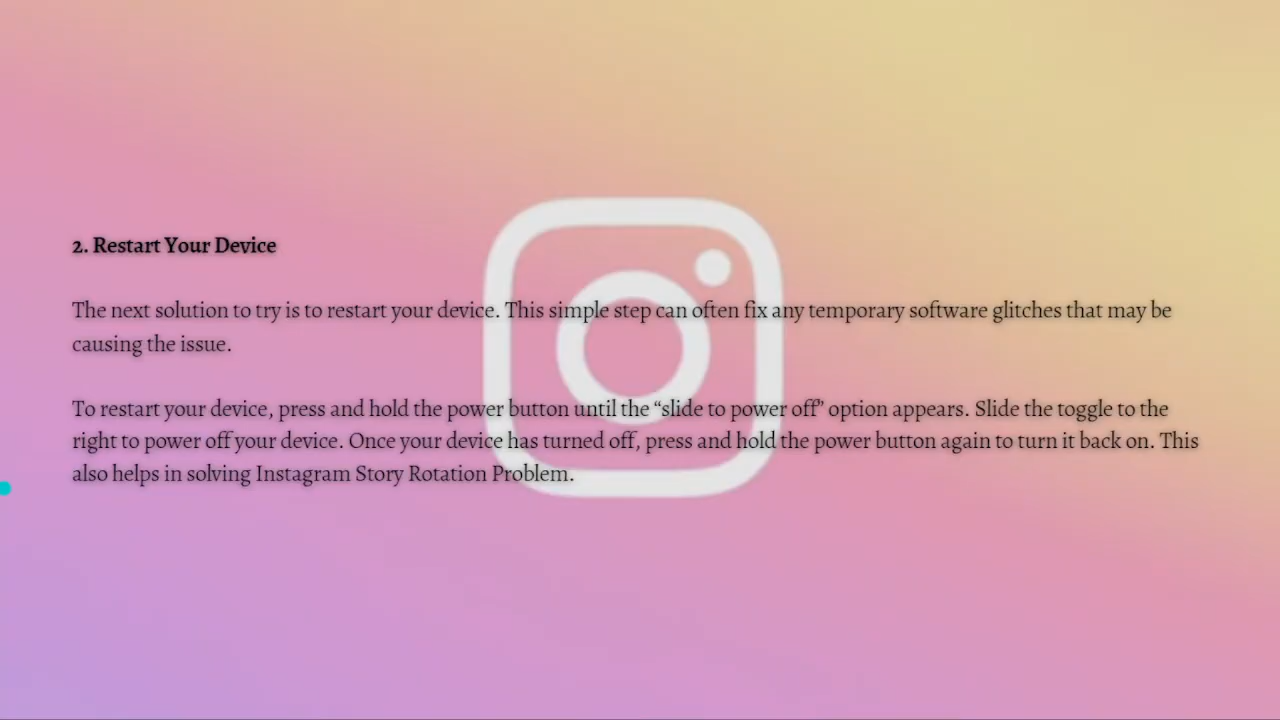 2. Restart Your Device
The next solution to try is to restart your device. This simple step can often fix any temporary software glitches that may be
causing the issue.
To restart your device, press and hold the power button until the “slide to power off” option appears. Slide the toggle to the
right to power off your device. Once your device has turned off, press and hold the power button again to turn it back on. This
also helps in solving Instagram Story Rotation Problem.